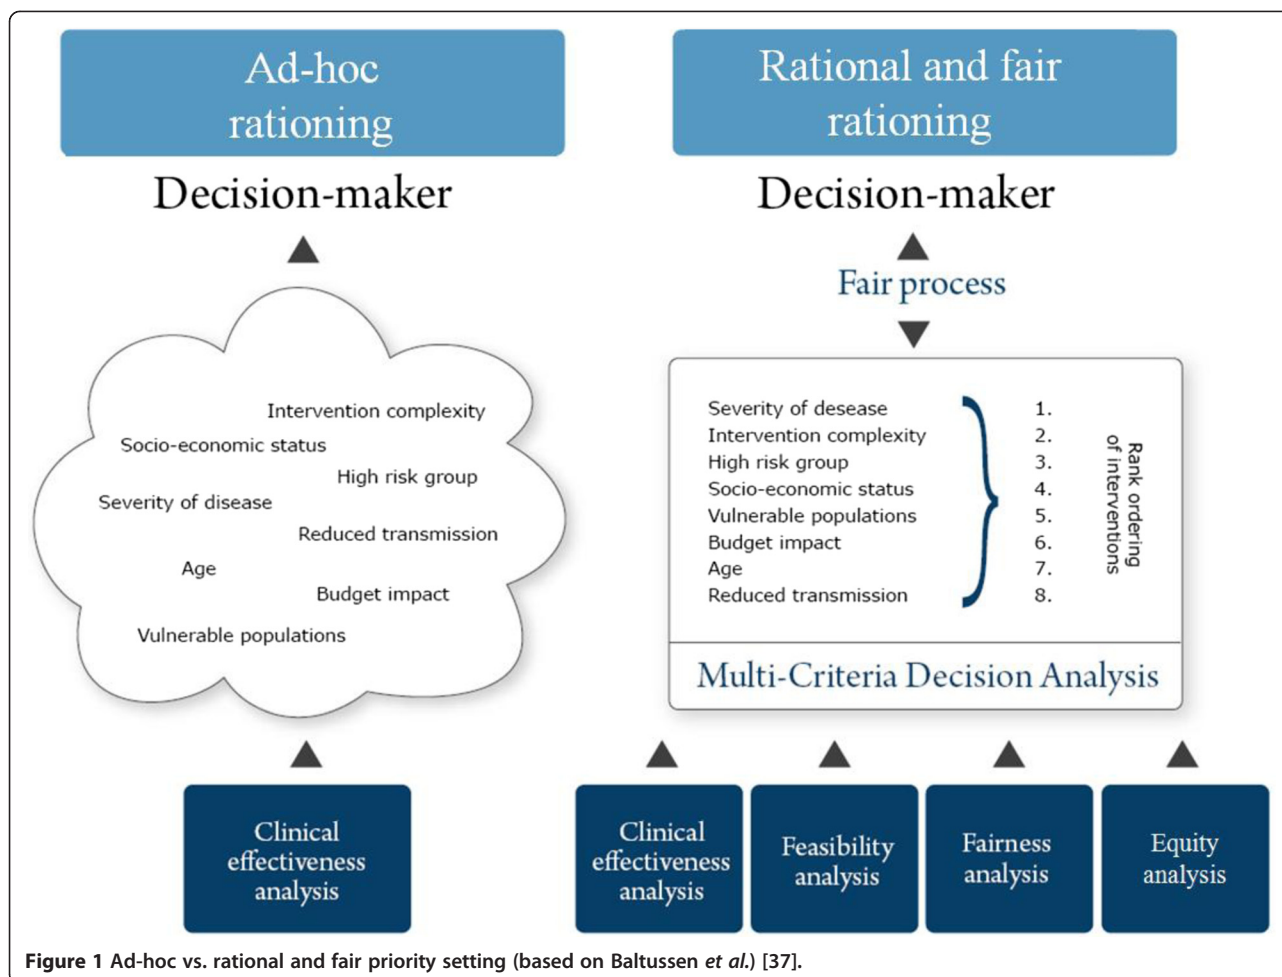 Ad-hoc
rationing
Decision-maker
Intervention complexity
Socio-economic status
High risk group
Severity of disease
Reduced transmission
Age
Budget impact
Vulnerable populations
Clinical
effectiveness
analysis
Rational and fair
rationing
Decision-maker
Fair process
Severity of desease
Intervention complexity
High risk group
Socio-economic status
Vulnerable populations
Budget impact
Age
Reduced transmission
1.
2.
3.
4.
5.
6.
7.
8.
Rank ordering
of interventions
Multi-Criteria Decision Analysis
Clinical
effectiveness
analysis
Feasibility
analysis
Fairness
analysis
Equity
analysis
Figure 1 Ad-hoc vs. rational and fair priority setting (based on Baltussen et al.) [37].